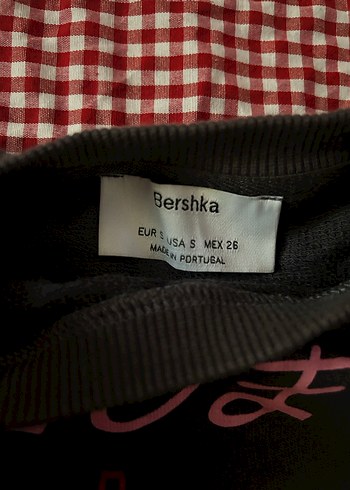 Bershka
EUR S USA S MEX 26
MADE IN PORTUGAL